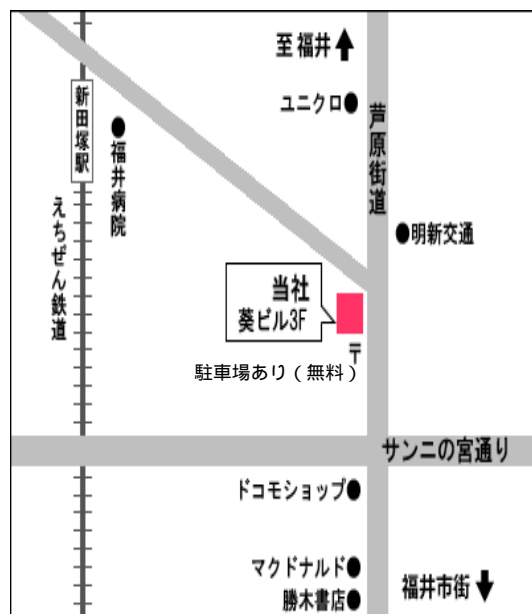 至 福井
ユニクロ
芦原街道
新田塚駅
福井病院
えちぜん鉄道
明新交通
当社
葵ビル3F
〒
駐車場あり（無料）
サンニの宮通り
ドコモショップ
マクドナルド
勝木書店
福井市街